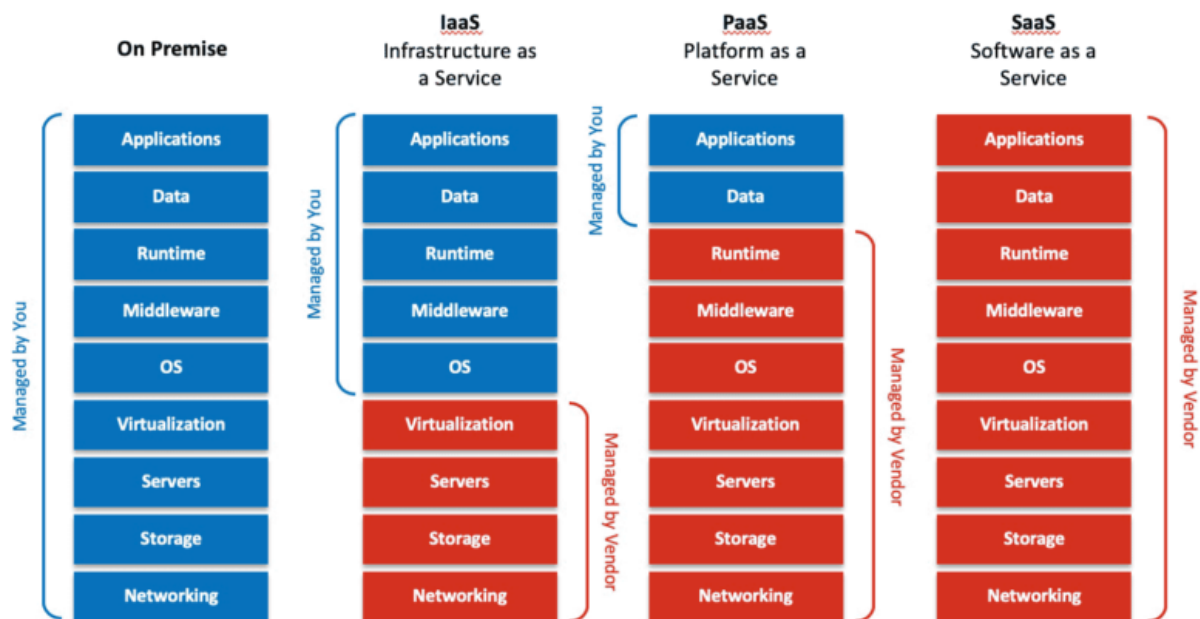 On Premise
IaaS
Infrastructure as
a Service
PaaS
Platform as a
Service
SaaS
Software as a
Service
Managed by You
Applications
Data
Runtime
Middleware
OS
Virtualization
Servers
Storage
Networking
Managed by You
Applications
Data
Runtime
Middleware
OS
Virtualization
Servers
Storage
Networking
Managed by Vendor
Managed by You
Applications
Data
Runtime
Middleware
OS
Virtualization
Servers
Storage
Networking
Managed by Vendor
Applications
Data
Runtime
Middleware
OS
Virtualization
Servers
Storage
Networking
Managed by Vendor